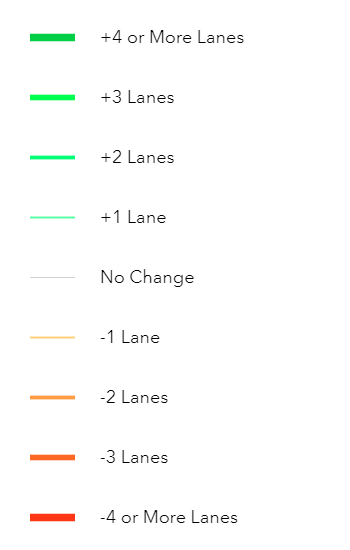 +4 or More Lanes
+3 Lanes
+2 Lanes
+1 Lane
No Change
-1 Lane
-2 Lanes
-3 Lanes
-4 or More Lanes